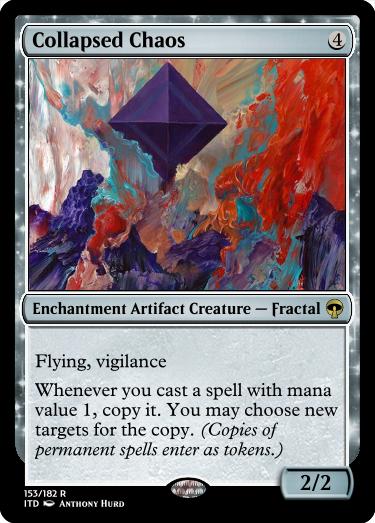 Collapsed Chaos 4
Enchantment Artifact Creature — Fractal
Flying, vigilance
Whenever you cast a spell with mana
value 1, copy it. You may choose new
targets for the copy. (Copies of
permanent spells enter as tokens.)
2/2
153/182 R
ITD Anthony Hurd